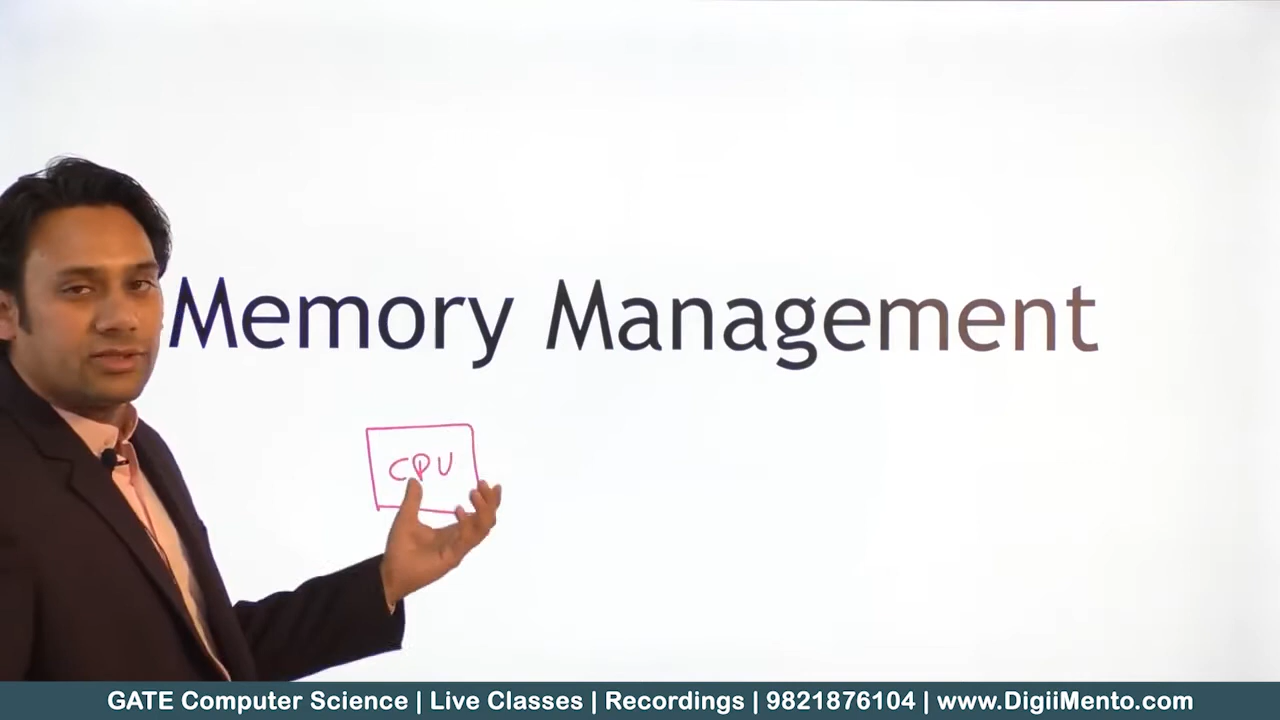 Memory Management
CPU
GATE Computer Science | Live Classes | Recordings | 9821876104 | www.DigiiMento.com